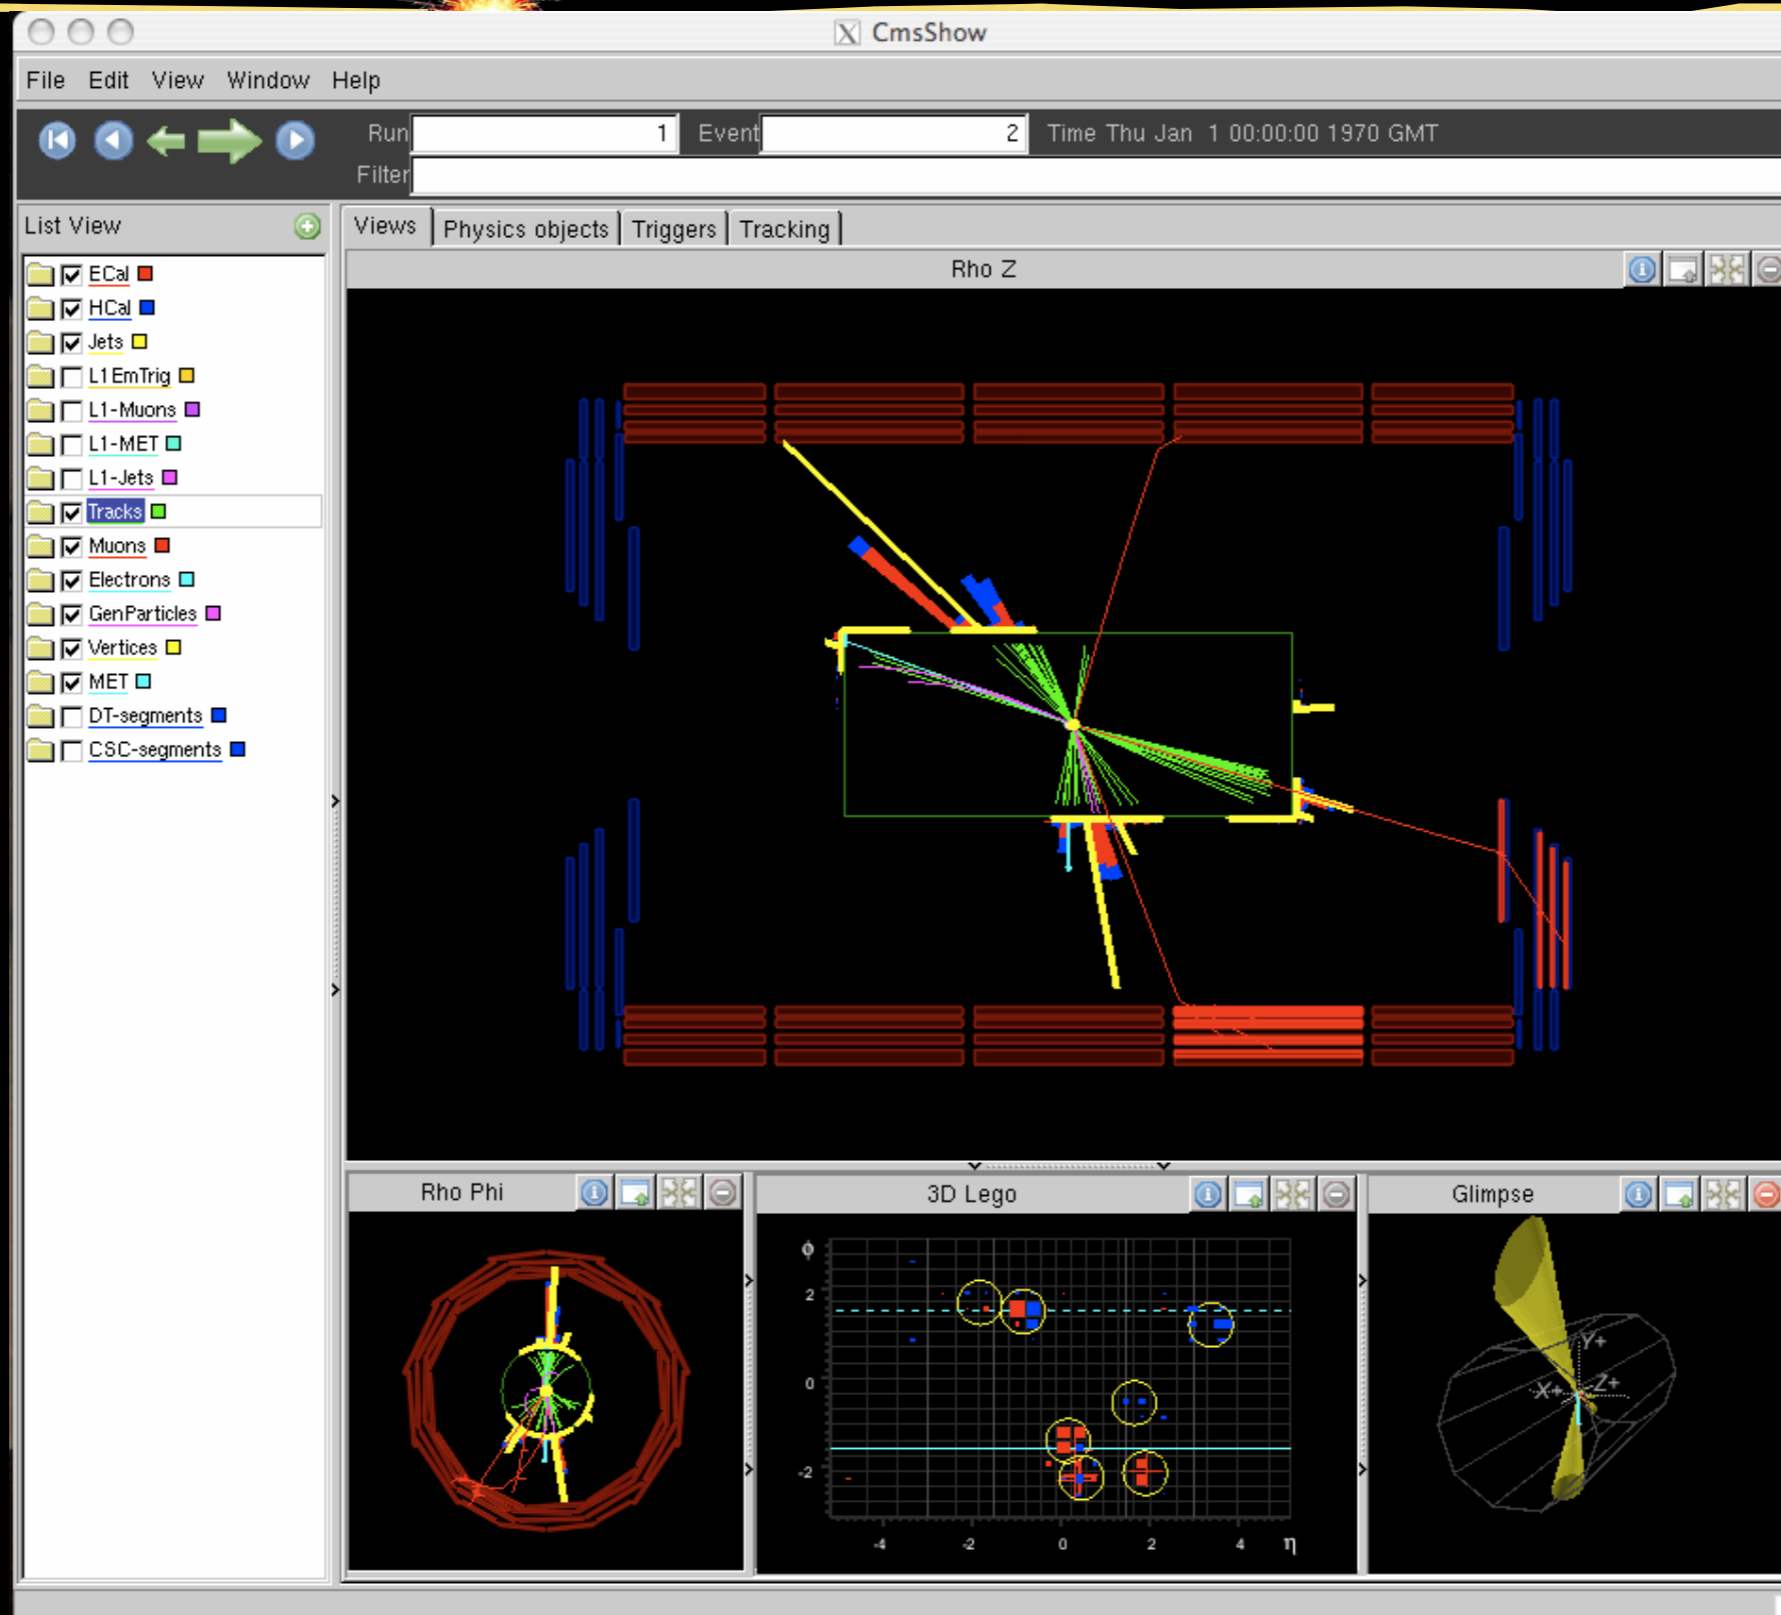 CmsShow
File Edit View Window Help
Run 1 Event 2 Time Thu Jan 1 00:00:00 1970 GMT
Filter
List View
Views Physics objects Triggers Tracking
Rho Z
ECal
HCal
Jets
L1EmTrig
L1-Muons
L1-MET
L1-Jets
Tracks
Muons
Electrons
GenParticles
Vertices
MET
DT-segments
CSC-segments
Rho Phi
3D Lego
Glimpse
ϕ
2
0
-2
-4 -2 0 2 4 η
Y+
X+ Z+